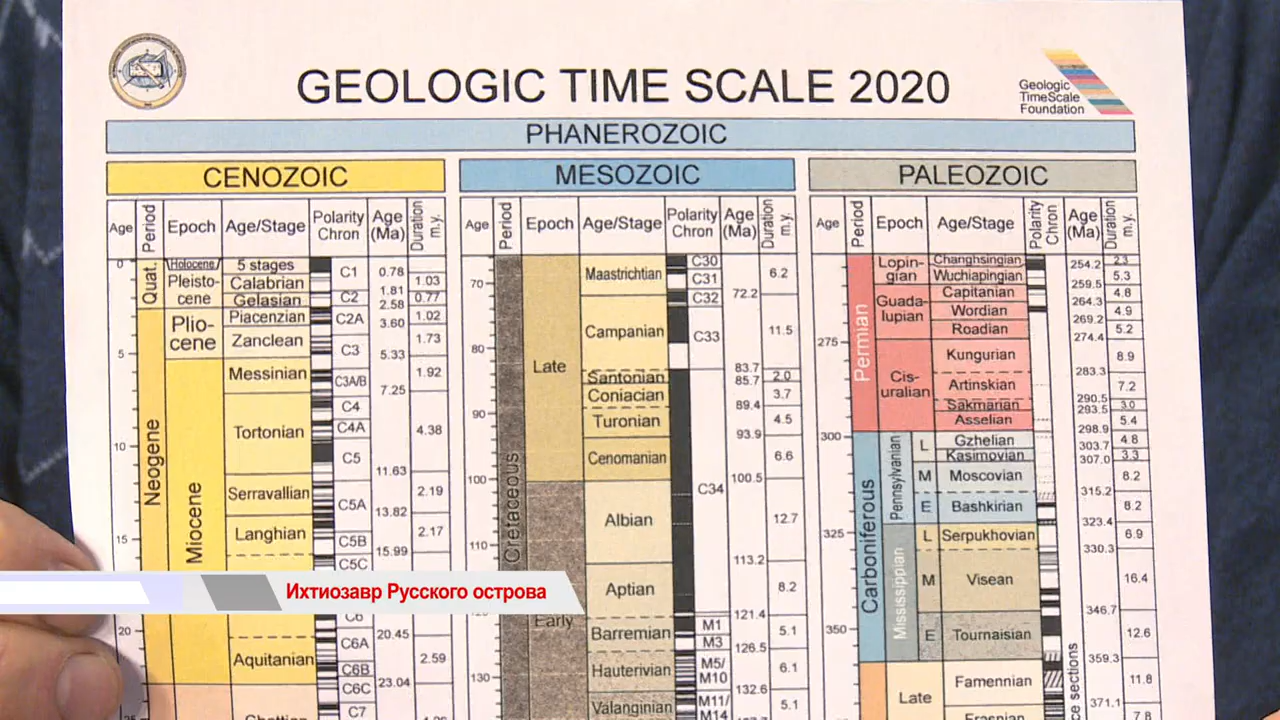 GEOLOGIC TIME SCALE 2020
Geologic
TimeScale
Foundation
PHANEROZOIC
CENOZOIC
Age
Period
Epoch
Age/Stage
Polarity
Chron
Age
(Ma)
Duration
m.y.
0
5
10
15
20
Quat.
Neogene
Holocene
Pleisto-
cene
Plio-
cene
Miocene
5 stages
Calabrian
Gelasian
Piacenzian
Zanclean
Messinian
Tortonian
Serravallian
Langhian
Aquitanian
C1
C2
C2A
C3
C3A/B
C4
C4A
C5
C5A
C5B
C5C
C6
C6A
C6B
C6C
C7
0.78
1.81
2.58
3.60
5.33
7.25
11.63
13.82
15.99
20.45
23.04
1.03
0.77
1.02
1.73
1.92
4.38
2.19
2.17
2.59
MESOZOIC
Age
Period
Epoch
Age/Stage
Polarity
Chron
Age
(Ma)
Duration
m.y.
70
80
90
100
110
130
Cretaceous
Late
Early
Maastrichtian
Campanian
Santonian
Coniacian
Turonian
Cenomanian
Albian
Aptian
Barremian
Hauterivian
Valanginian
C30
C31
C32
C33
C34
M1
M3
M5/
M10
M11/
M14
72.2
83.7
85.7
89.4
93.9
100.5
113.2
121.4
126.5
132.6
6.2
11.5
2.0
3.7
4.5
6.6
12.7
8.2
5.1
6.1
5.1
PALEOZOIC
Age
Period
Epoch
Age/Stage
Polarity
Chron
Age
(Ma)
Duration
m.y.
275
300
325
350
Permian
Carboniferous
Lopin-
gian
Guada-
lupian
Cis-
uralian
Pennsylvanian
Mississippian
L
M
E
L
M
E
Late
Changhsingian
Wuchiapingian
Capitanian
Wordian
Roadian
Kungurian
Artinskian
Sakmarian
Asselian
Gzhelian
Kasimovian
Moscovian
Bashkirian
Serpukhovian
Visean
Tournaisian
Famennian
254.2
259.5
264.3
269.2
274.4
283.3
290.5
293.5
298.9
303.7
307.0
315.2
323.4
330.3
346.7
359.3
371.1
2.3
5.3
4.8
4.9
5.2
8.9
7.2
3.0
5.4
4.8
3.3
8.2
8.2
6.9
16.4
12.6
11.8
7.8
sections
Ихтиозавр Русского острова